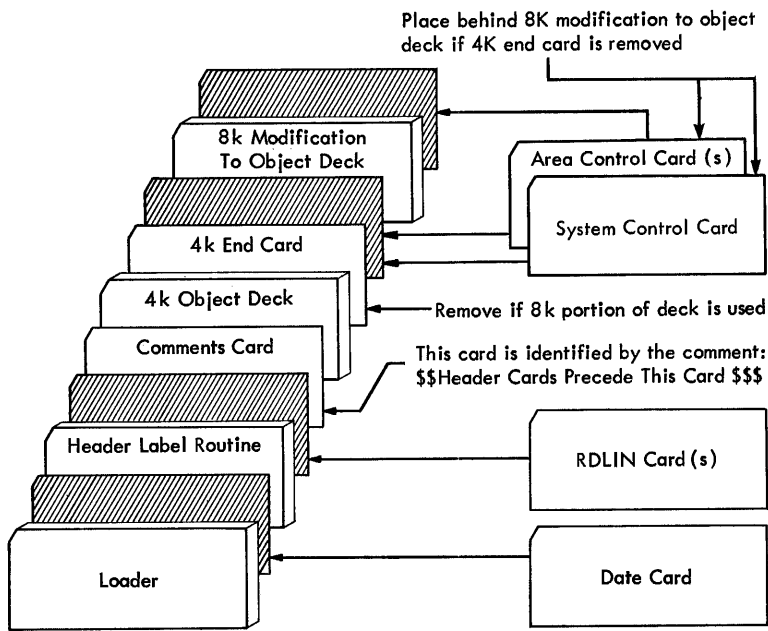 Place behind 8K modification to object
deck if 4K end card is removed
8k Modification
To Object Deck
Area Control Card (s)
System Control Card
4k End Card
4k Object Deck
Remove if 8k portion of deck is used
Comments Card
This card is identified by the comment:
$$Header Cards Precede This Card $$$
Header Label Routine
RDLIN Card (s)
Loader
Date Card